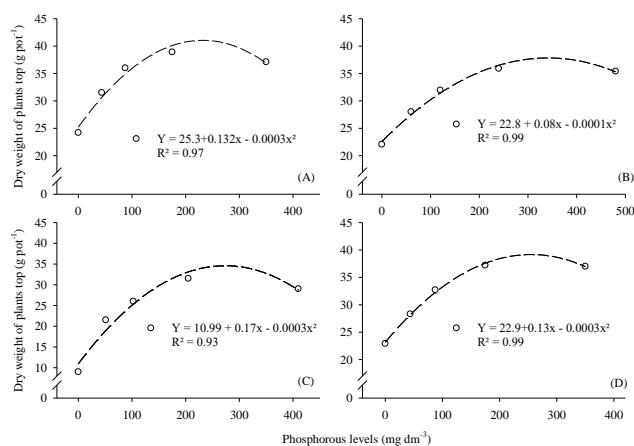 Dry weight of plants top (g pot⁻¹)
45
40
35
30
25
20
0
Y = 25.3+0.132x - 0.0003x²
R² = 0.97
(A)
0 100 200 300 400
45
40
35
30
25
20
0
Y = 22.8 + 0.08x - 0.0001x²
R² = 0.99
(B)
0 100 200 300 400 500
Dry weight of plants top (g pot⁻¹)
45
40
35
30
25
20
15
10
0
Y = 10.99 + 0.17x - 0.0003x²
R² = 0.93
(C)
0 100 200 300 400
45
40
35
30
25
20
0
Y = 22.9+0.13x - 0.0003x²
R² = 0.99
(D)
0 100 200 300 400
Phosphorous levels (mg dm⁻³)